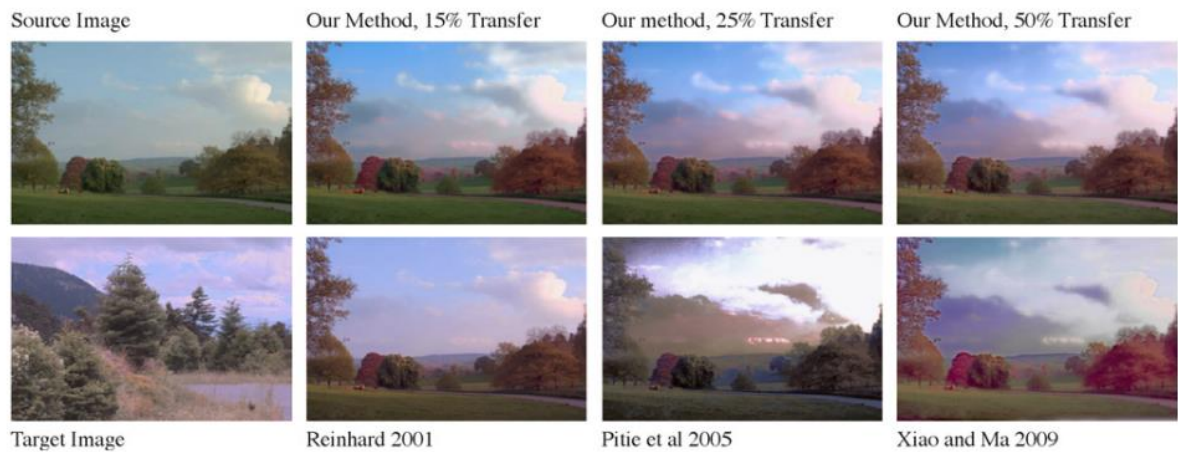 Source Image
Our Method, 15% Transfer
Our method, 25% Transfer
Our Method, 50% Transfer
Target Image
Reinhard 2001
Pitie et al 2005
Xiao and Ma 2009